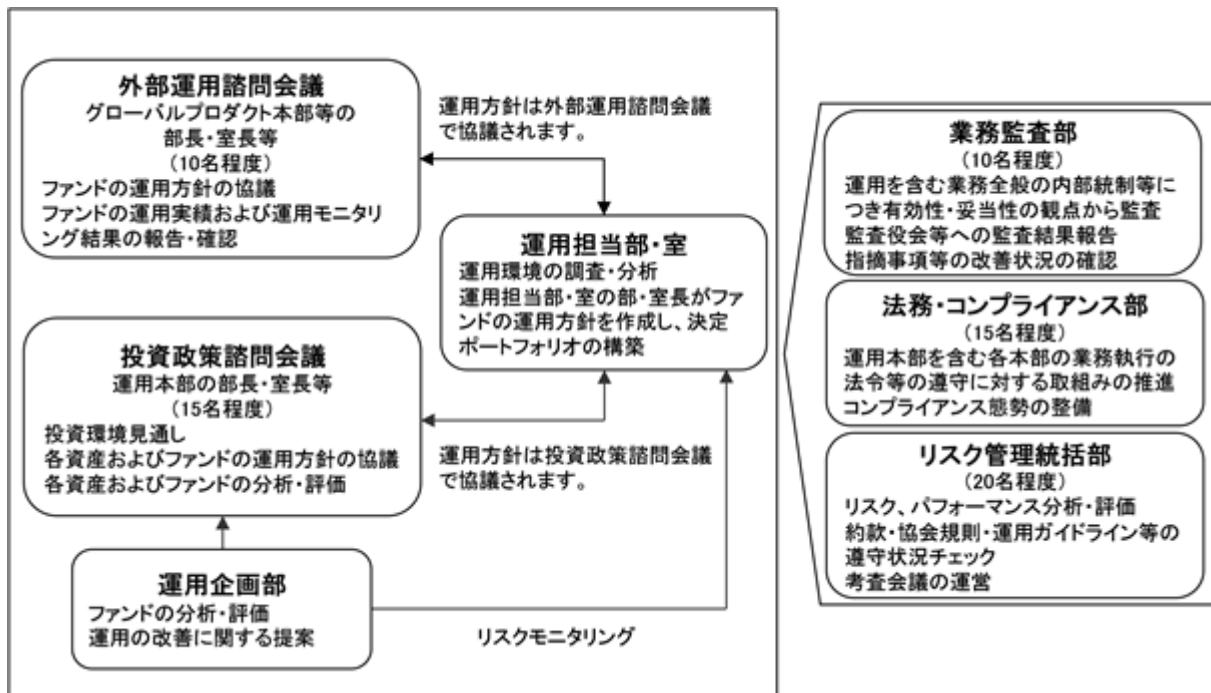 外部運用諮問会議
グローバルプロダクト本部等の
部長・室長等
(10名程度)
ファンドの運用方針の協議
ファンドの運用実績および運用モニタリ
ング結果の報告・確認
運用方針は外部運用諮問会議
で協議されます。
運用担当部・室
運用環境の調査・分析
運用担当部・室の部・室長がファ
ンドの運用方針を作成し、決定
ポートフォリオの構築
投資政策諮問会議
運用本部の部長・室長等
(15名程度)
投資環境見通し
各資産およびファンドの運用方針の協議
各資産およびファンドの分析・評価
運用方針は投資政策諮問会議
で協議されます。
運用企画部
ファンドの分析・評価
運用の改善に関する提案
リスクモニタリング
業務監査部
(10名程度)
運用を含む業務全般の内部統制等に
つき有効性・妥当性の観点から監査
監査役会等への監査結果報告
指摘事項等の改善状況の確認
法務・コンプライアンス部
(15名程度)
運用本部を含む各本部の業務執行の
法令等の遵守に対する取組みの推進
コンプライアンス態勢の整備
リスク管理統括部
(20名程度)
リスク、パフォーマンス分析・評価
約款・協会規則・運用ガイドライン等の
遵守状況チェック
考査会議の運営